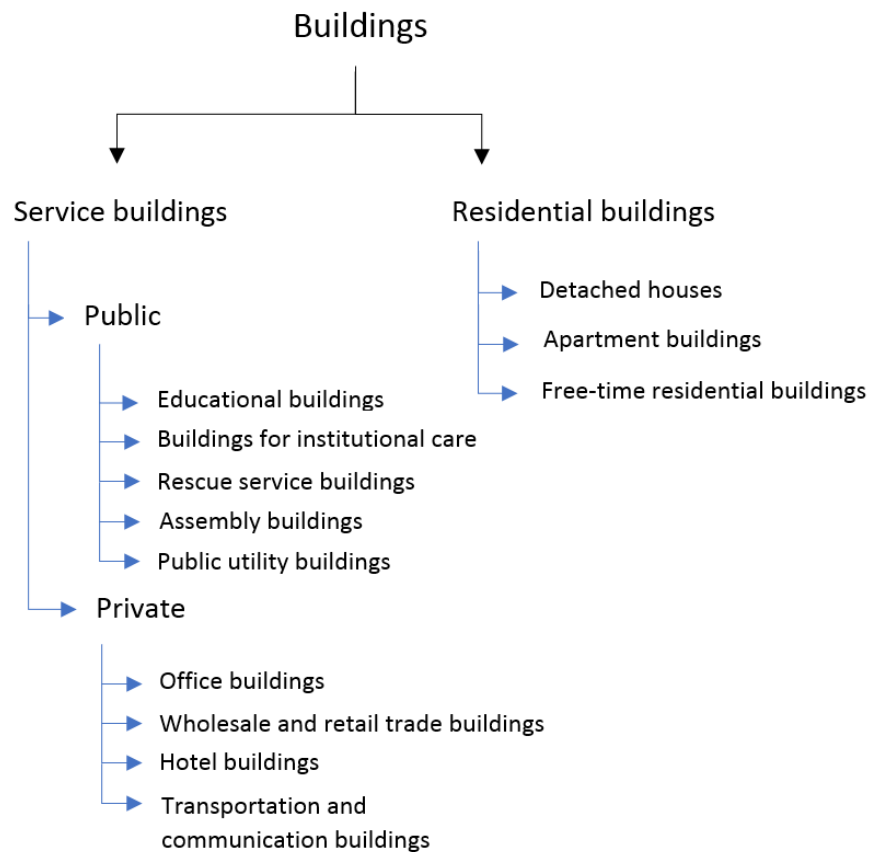 Buildings
Service buildings
Public
Educational buildings
Buildings for institutional care
Rescue service buildings
Assembly buildings
Public utility buildings
Private
Office buildings
Wholesale and retail trade buildings
Hotel buildings
Transportation and
communication buildings
Residential buildings
Detached houses
Apartment buildings
Free-time residential buildings